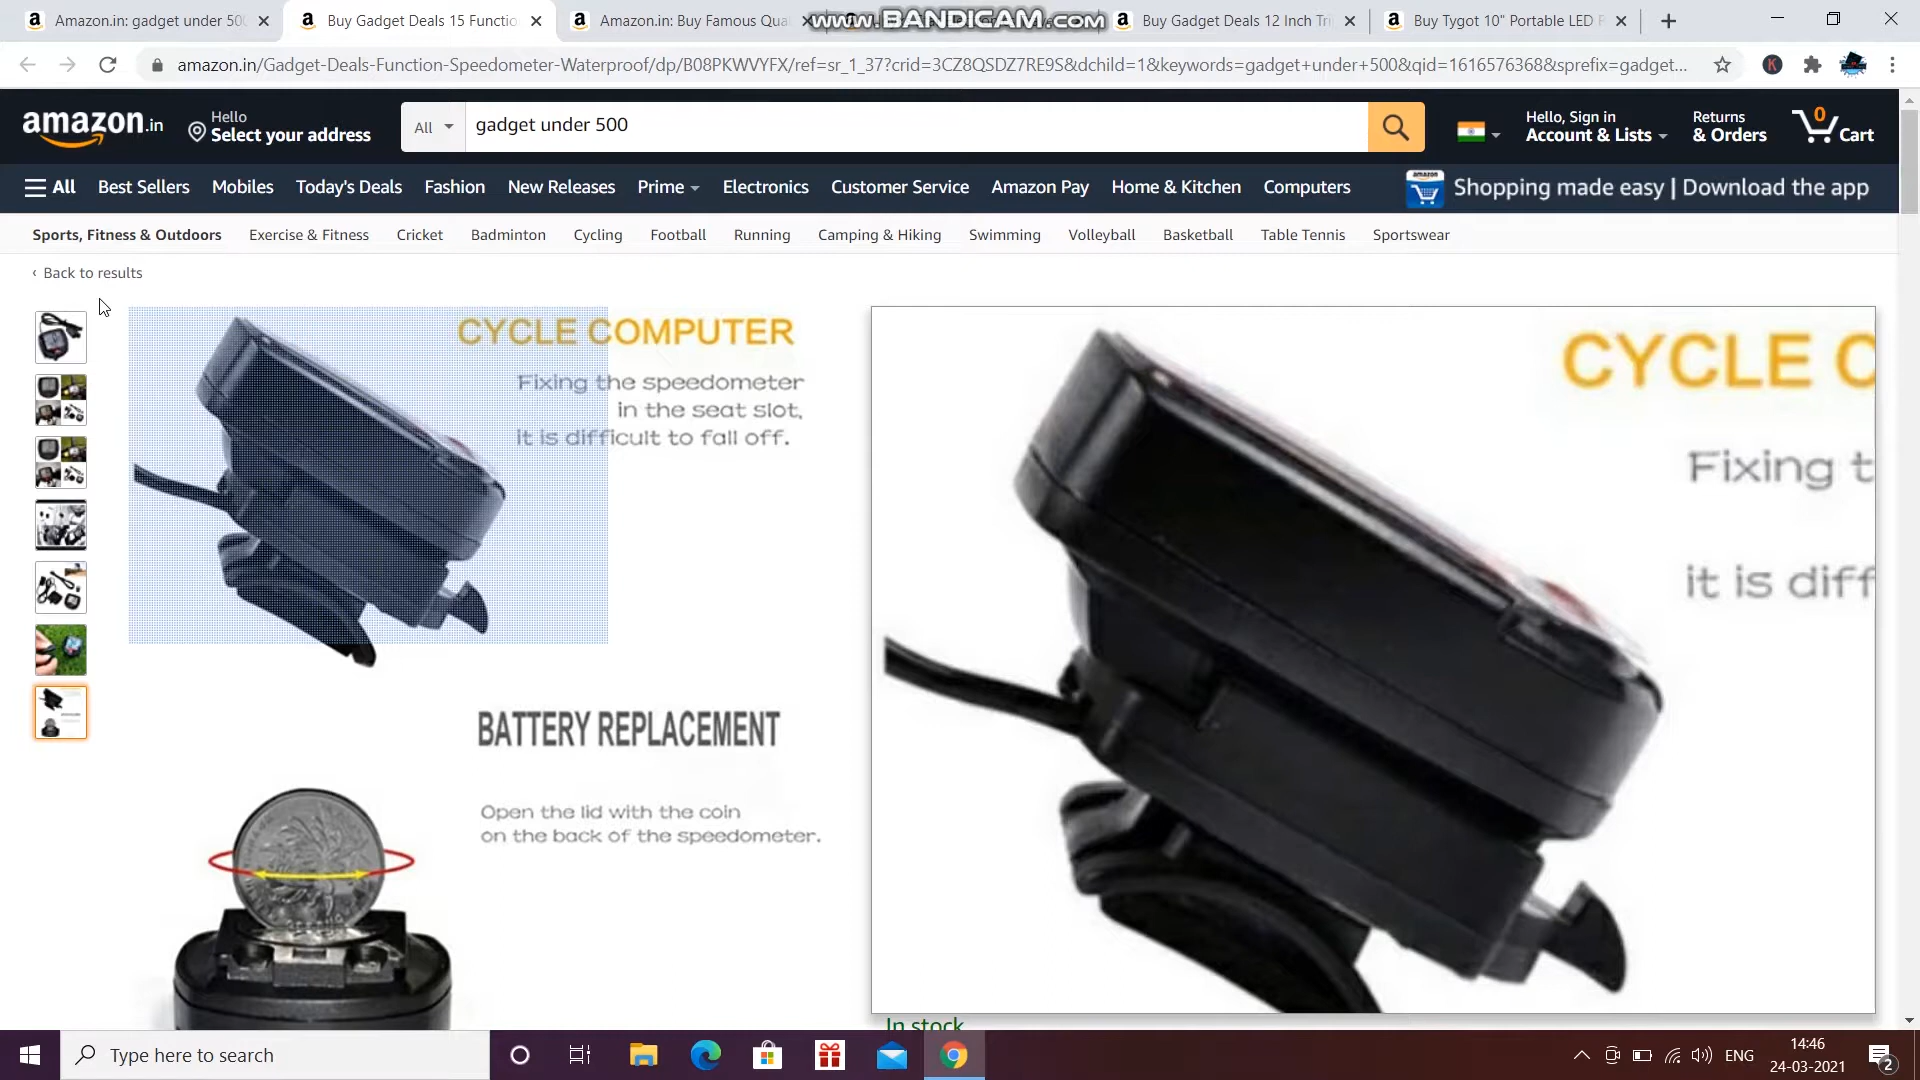 Amazon.in: gadget under 500
Buy Gadget Deals 15 Functio
Amazon.in: Buy Famous Qua
www.BANDICAM.com
Buy Gadget Deals 12 Inch Tri
Buy Tygot 10" Portable LED
amazon.in/Gadget-Deals-Function-Speedometer-Waterproof/dp/B08PKWVYFX/ref=sr_1_37?crid=3CZ8QSDZ7RE9S&dchild=1&keywords=gadget+under+500&qid=1616576368&sprefix=gadget...
K
amazon.in
Hello
Select your address
All
gadget under 500
Hello, Sign in
Account & Lists
Returns
& Orders
0
Cart
All
Best Sellers
Mobiles
Today's Deals
Fashion
New Releases
Prime
Electronics
Customer Service
Amazon Pay
Home & Kitchen
Computers
amazon
Shopping made easy | Download the app
Sports, Fitness & Outdoors
Exercise & Fitness
Cricket
Badminton
Cycling
Football
Running
Camping & Hiking
Swimming
Volleyball
Basketball
Table Tennis
Sportswear
‹ Back to results
CYCLE COMPUTER
Fixing the speedometer
in the seat slot,
it is difficult to fall off.
CYCLE C
Fixing t
it is diff
BATTERY REPLACEMENT
Open the lid with the coin
on the back of the speedometer.
In stock
Type here to search
ENG
14:46
24-03-2021
2